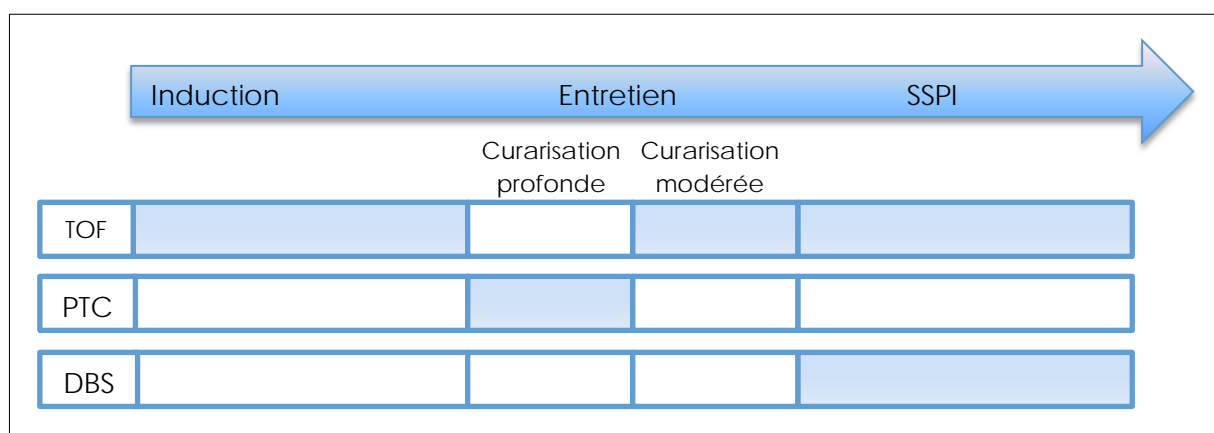 Induction Entretien SSPI
Curarisation Curarisation
profonde modérée
TOF
PTC
DBS